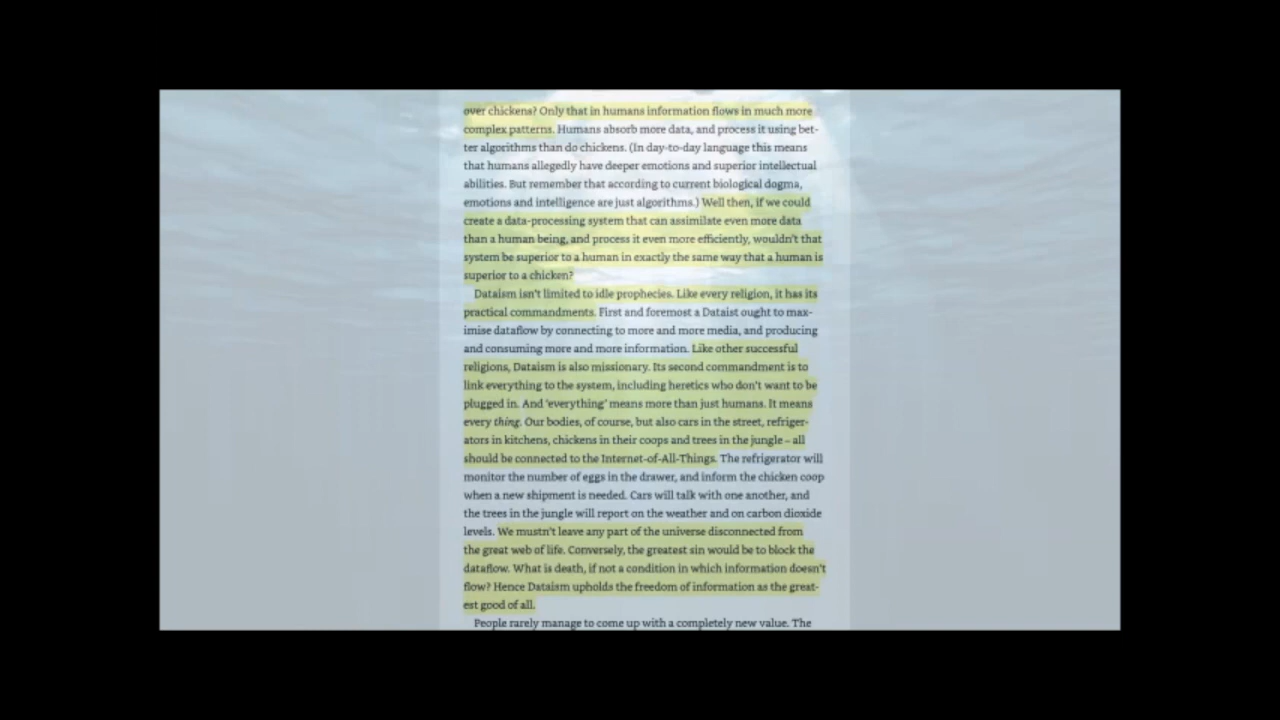 over chickens? Only that in humans information flows in much more
complex patterns. Humans absorb more data, and process it using bet-
ter algorithms than do chickens. (In day-to-day language this means
that humans allegedly have deeper emotions and superior intellectual
abilities. But remember that according to current biological dogma,
emotions and intelligence are just algorithms.) Well then, if we could
create a data-processing system that can assimilate even more data
than a human being, and process it even more efficiently, wouldn't that
system be superior to a human in exactly the same way that a human is
superior to a chicken?
Dataism isn't limited to idle prophecies. Like every religion, it has its
practical commandments. First and foremost a Dataist ought to max-
imise dataflow by connecting to more and more media, and producing
and consuming more and more information. Like other successful
religions, Dataism is also missionary. Its second commandment is to
link everything to the system, including heretics who don't want to be
plugged in. And 'everything' means more than just humans. It means
every thing. Our bodies, of course, but also cars in the street, refriger-
ators in kitchens, chickens in their coops and trees in the jungle – all
should be connected to the Internet-of-All-Things. The refrigerator will
monitor the number of eggs in the drawer, and inform the chicken coop
when a new shipment is needed. Cars will talk with one another, and
the trees in the jungle will report on the weather and on carbon dioxide
levels. We mustn't leave any part of the universe disconnected from
the great web of life. Conversely, the greatest sin would be to block the
dataflow. What is death, if not a condition in which information doesn't
flow? Hence Dataism upholds the freedom of information as the great-
est good of all.
People rarely manage to come up with a completely new value. The